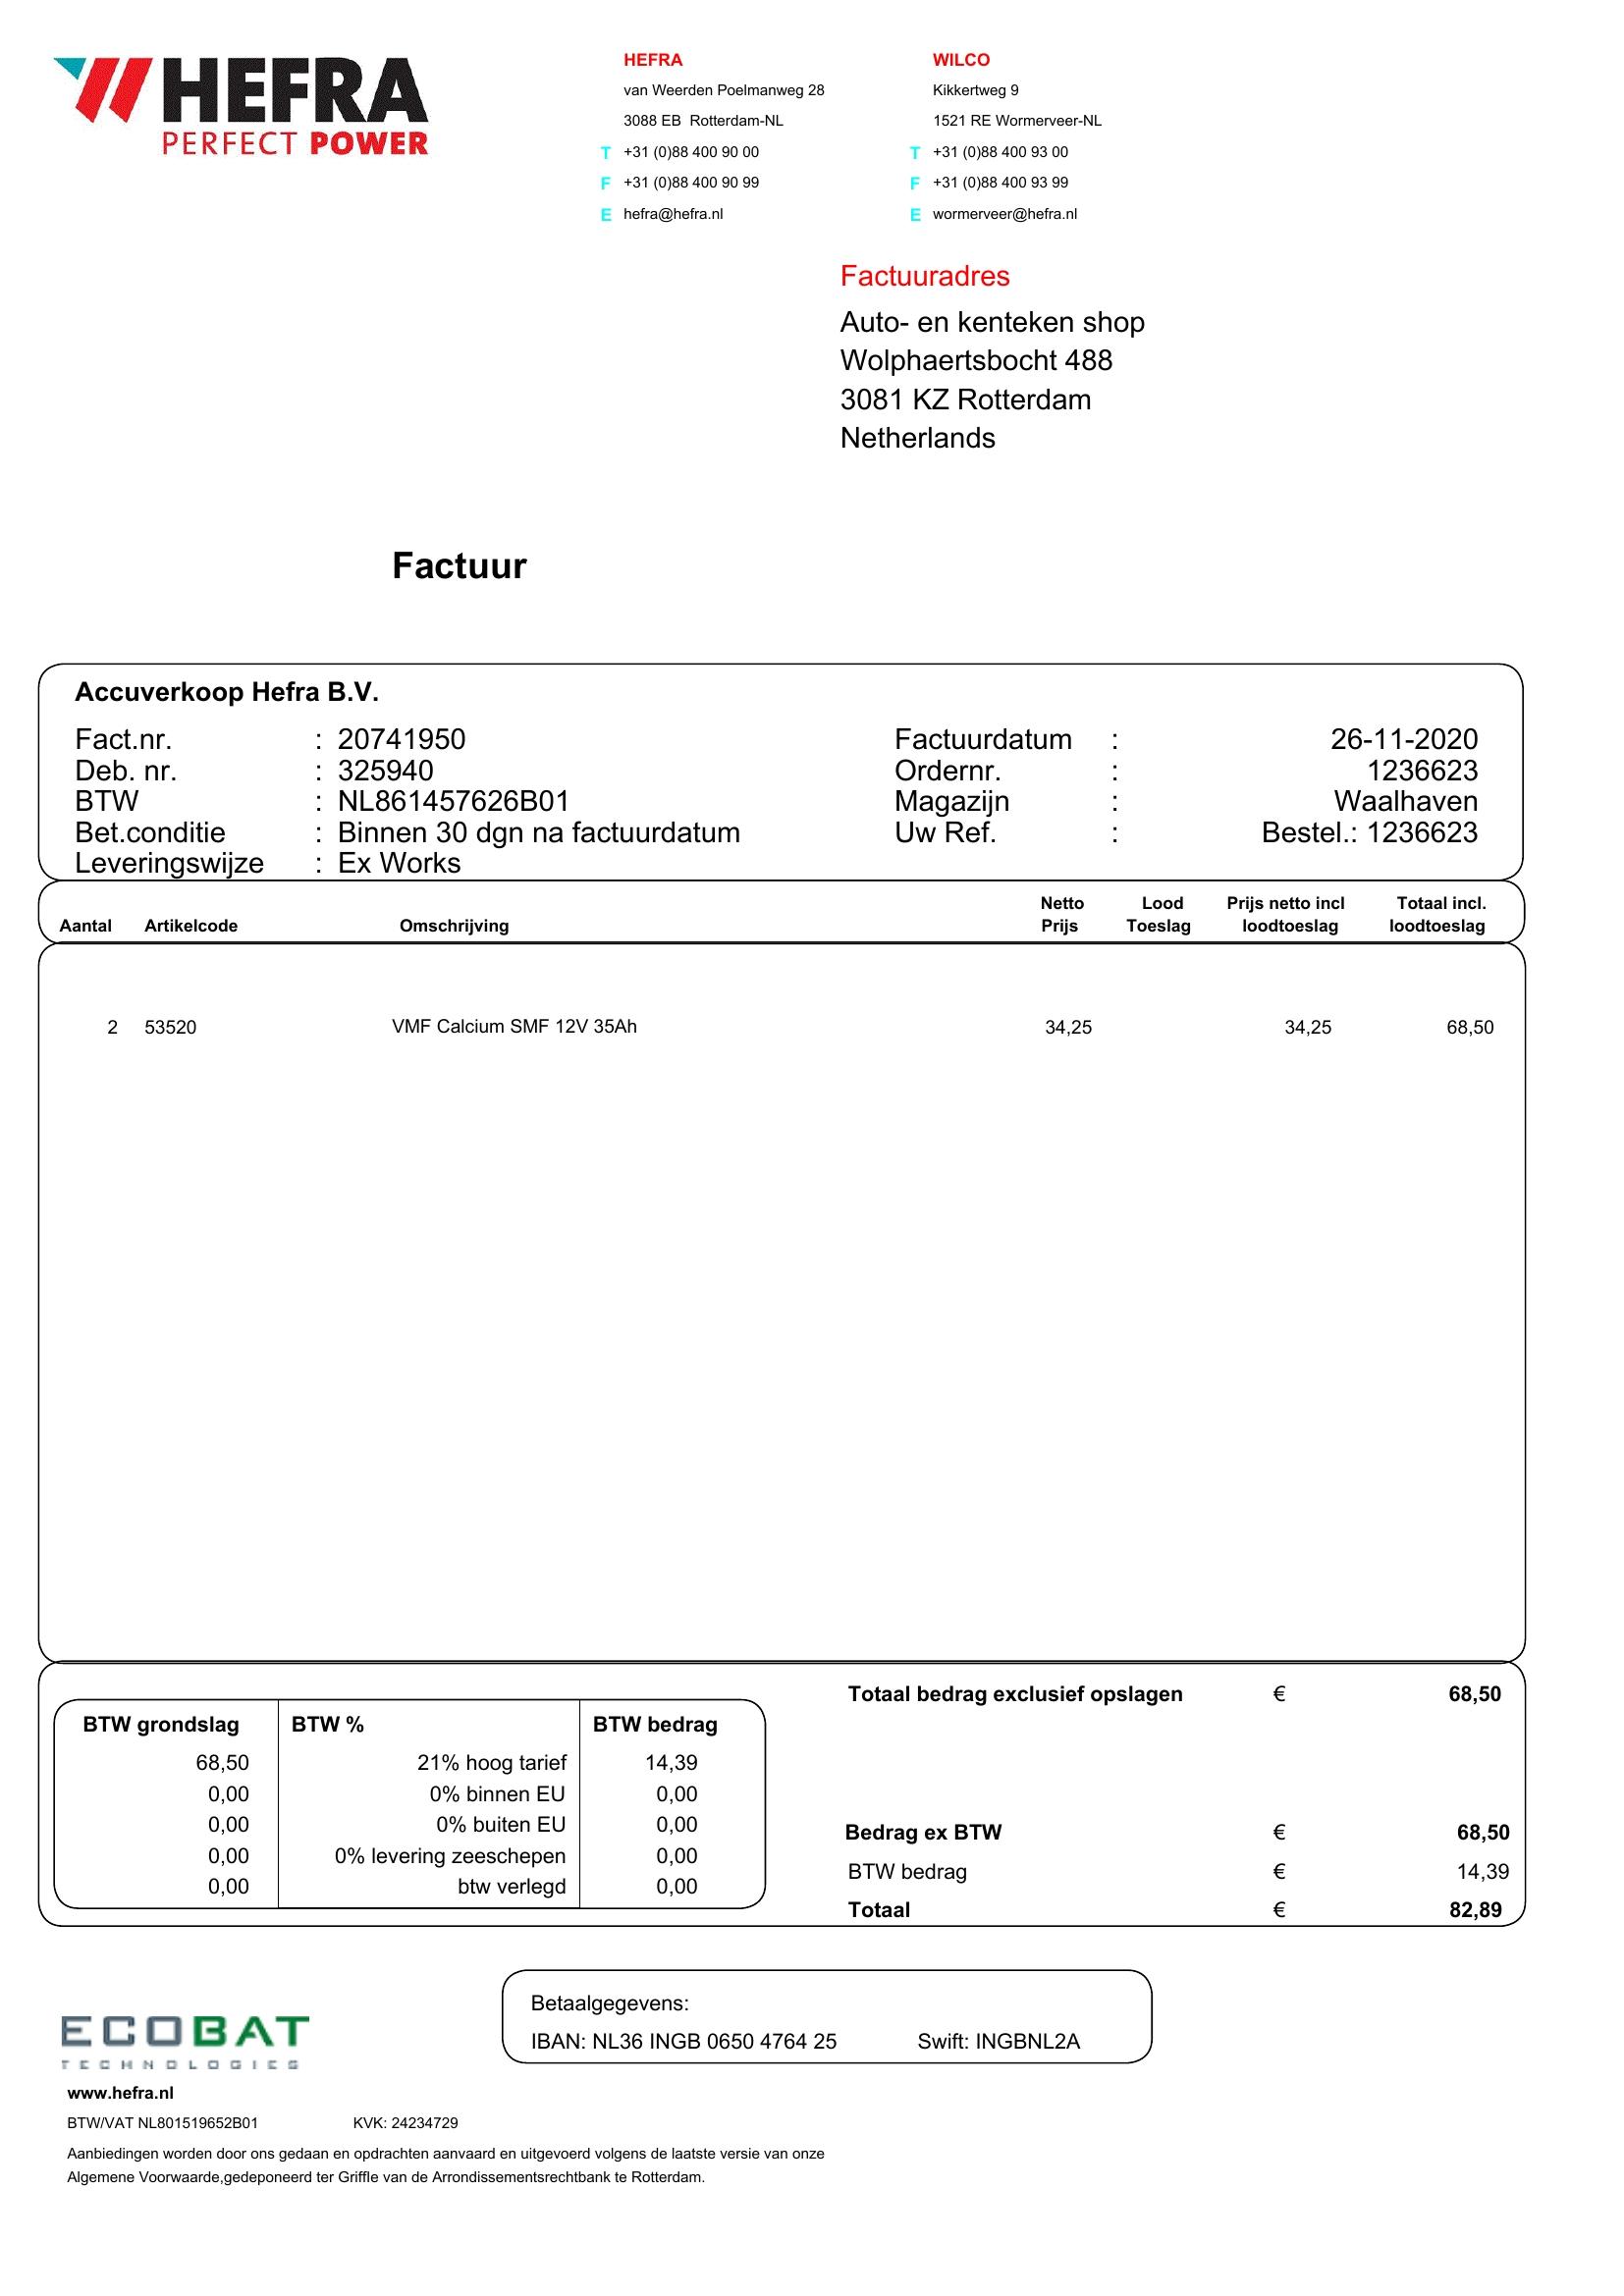 HEFRA
PERFECT POWER
HEFRA
van Weerden Poelmanweg 28
3088 EB  Rotterdam-NL
T +31 (0)88 400 90 00
F +31 (0)88 400 90 99
E hefra@hefra.nl
WILCO
Kikkertweg 9
1521 RE Wormerveer-NL
T +31 (0)88 400 93 00
F +31 (0)88 400 93 99
E wormerveer@hefra.nl
Factuuradres
Auto- en kenteken shop
Wolphaertsbocht 488
3081 KZ Rotterdam
Netherlands
Factuur
Accuverkoop Hefra B.V.
Fact.nr. : 20741950 Factuurdatum : 26-11-2020
Deb. nr. : 325940 Ordernr. : 1236623
BTW : NL861457626B01 Magazijn : Waalhaven
Bet.conditie : Binnen 30 dgn na factuurdatum Uw Ref. : Bestel.: 1236623
Leveringswijze : Ex Works
Netto Lood Prijs netto incl Totaal incl.
Aantal Artikelcode Omschrijving Prijs Toeslag loodtoeslag loodtoeslag
2 53520 VMF Calcium SMF 12V 35Ah 34,25 34,25 68,50
Totaal bedrag exclusief opslagen € 68,50
BTW grondslag BTW % BTW bedrag
68,50 21% hoog tarief 14,39
0,00 0% binnen EU 0,00
0,00 0% buiten EU 0,00
0,00 0% levering zeeschepen 0,00
0,00 btw verlegd 0,00
Bedrag ex BTW € 68,50
BTW bedrag € 14,39
Totaal € 82,89
Betaalgegevens:
IBAN: NL36 INGB 0650 4764 25 Swift: INGBNL2A
ECOBAT
TECHNOLOGIES
www.hefra.nl
BTW/VAT NL801519652B01 KVK: 24234729
Aanbiedingen worden door ons gedaan en opdrachten aanvaard en uitgevoerd volgens de laatste versie van onze
Algemene Voorwaarde,gedeponeerd ter Griffle van de Arrondissementsrechtbank te Rotterdam.